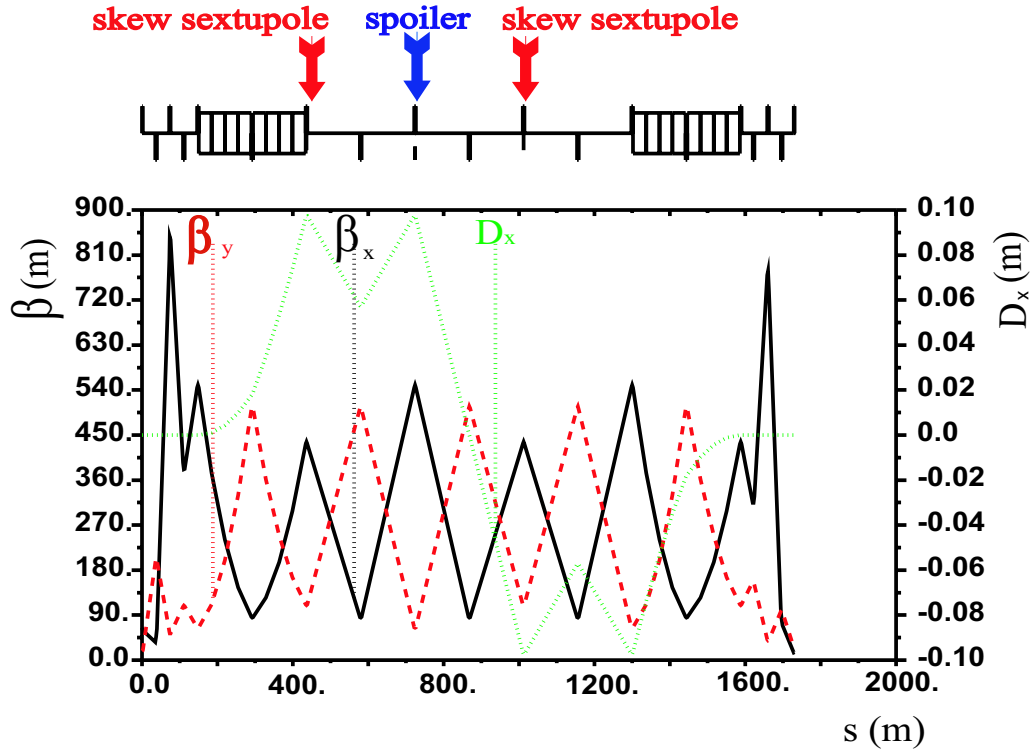 skew sextupole spoiler skew sextupole
900. 0.10
β y β x D x
810. 0.08
β (m) D x (m)
720. 0.06
630. 0.04
540. 0.02
450. 0.0
360. -0.02
270. -0.04
180. -0.06
90. -0.08
0.0 -0.10
0.0 400. 800. 1200. 1600. 2000.
s (m)